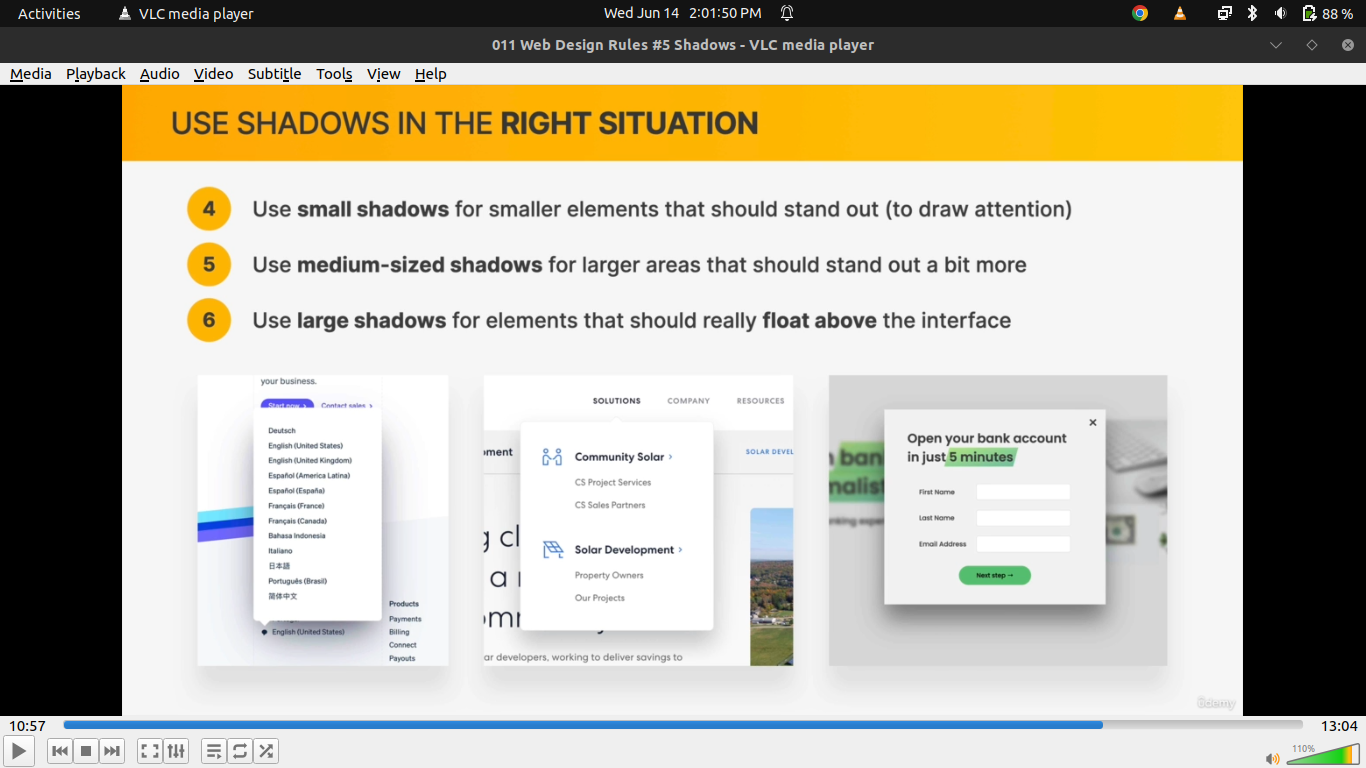 Activities
VLC media player
Wed Jun 14 2:01:50 PM
88 %
011 Web Design Rules #5 Shadows - VLC media player
Media Playback Audio Video Subtitle Tools View Help
USE SHADOWS IN THE RIGHT SITUATION
4 Use small shadows for smaller elements that should stand out (to draw attention)
5 Use medium-sized shadows for larger areas that should stand out a bit more
6 Use large shadows for elements that should really float above the interface
your business.
Start now > Contact sales >
Deutsch
English (United States)
English (United Kingdom)
Español (America Latina)
Español (España)
Français (France)
Français (Canada)
Bahasa Indonesia
Italiano
日本語
Português (Brasil)
简体中文
English (United States)
Products
Payments
Billing
Connect
Payouts
SOLUTIONS COMPANY RESOURCES
pment
SOLAR DEVEL
Community Solar >
CS Project Services
CS Sales Partners
Solar Development >
Property Owners
Our Projects
g cl
a r
omr
ar developers, working to deliver savings to
Open your bank account
in just 5 minutes
First Name
Last Name
Email Address
Next step →
ban
nalist
nking exper
ûdemy
10:57
13:04
110%